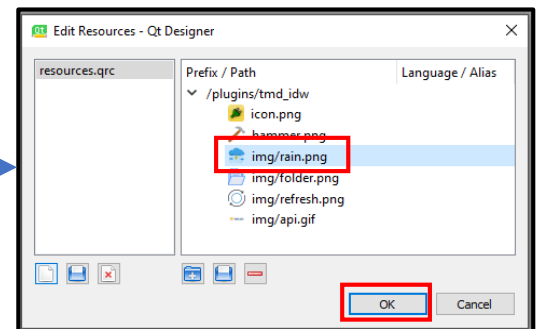 Edit Resources - Qt Designer
resources.qrc
Prefix / Path Language / Alias
/plugins/tmd_idw
icon.png
hammer.png
img/rain.png
img/folder.png
img/refresh.png
img/api.gif
OK Cancel